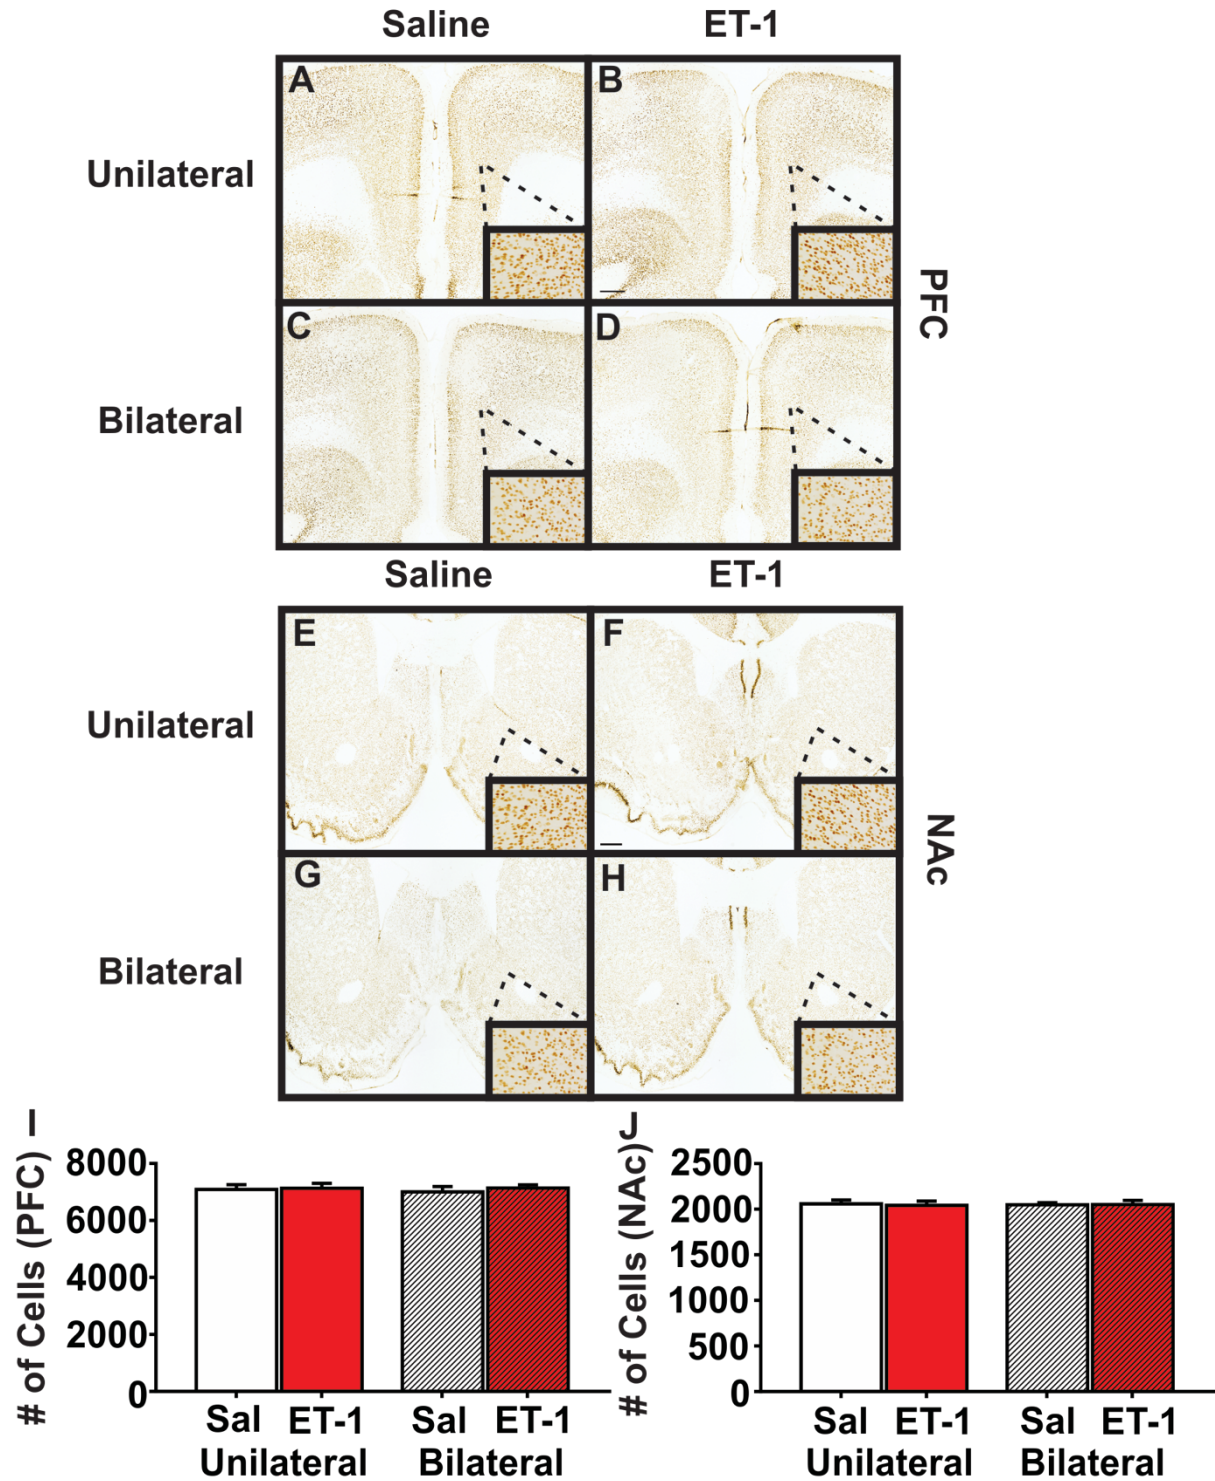 Saline ET-1
A B
Unilateral
PFC
C D
Bilateral
Saline ET-1
E F
Unilateral
NAc
G H
Bilateral
I
# of Cells (PFC)
8000
6000
4000
2000
0
Sal ET-1 Sal ET-1
Unilateral Bilateral
J
# of Cells (NAc)
2500
2000
1500
1000
500
0
Sal ET-1 Sal ET-1
Unilateral Bilateral